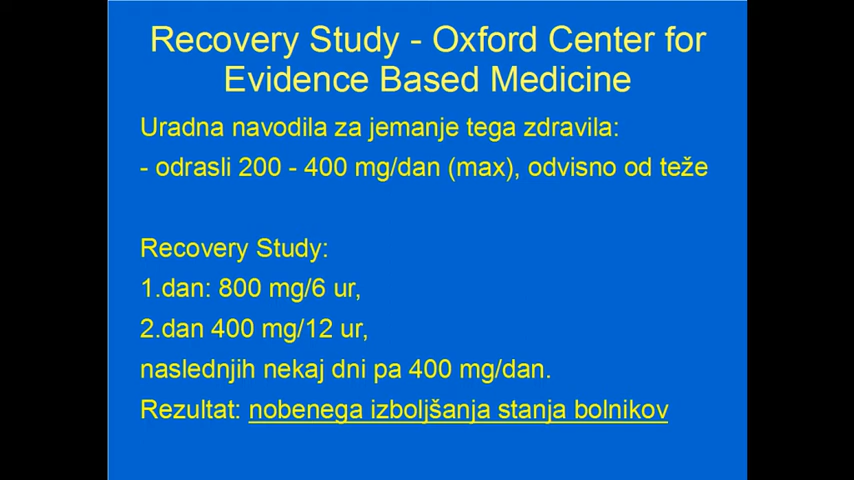 Recovery Study - Oxford Center for
Evidence Based Medicine
Uradna navodila za jemanje tega zdravila:
- odrasli 200 - 400 mg/dan (max), odvisno od teže
Recovery Study:
1.dan: 800 mg/6 ur,
2.dan 400 mg/12 ur,
naslednjih nekaj dni pa 400 mg/dan.
Rezultat: nobenega izboljšanja stanja bolnikov